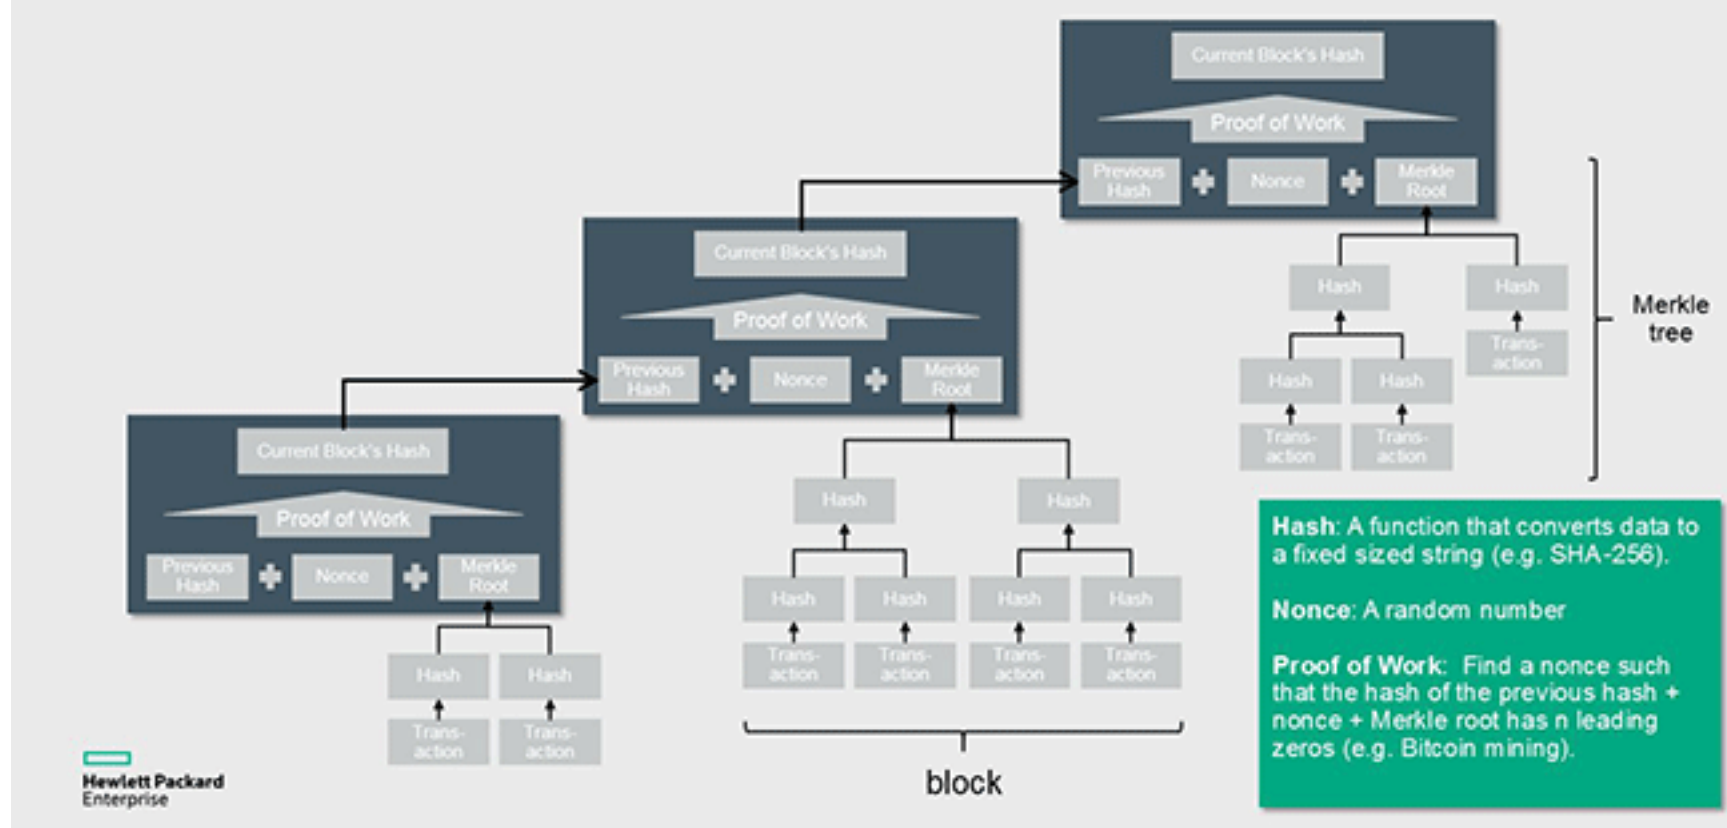 Current Block's Hash
Proof of Work
Previous
Hash
Nonce
Merkle
Root
Hash
Hash
Trans-
action
Hash
Hash
Trans-
action
Trans-
action
Merkle
tree
Current Block's Hash
Proof of Work
Previous
Hash
Nonce
Merkle
Root
Hash
Hash
Hash
Hash
Hash
Hash
Trans-
action
Trans-
action
Trans-
action
Trans-
action
block
Current Block's Hash
Proof of Work
Previous
Hash
Nonce
Merkle
Root
Hash
Hash
Trans-
action
Trans-
action
Hash: A function that converts data to
a fixed sized string (e.g. SHA-256).
Nonce: A random number
Proof of Work: Find a nonce such
that the hash of the previous hash +
nonce + Merkle root has n leading
zeros (e.g. Bitcoin mining).
Hewlett Packard
Enterprise